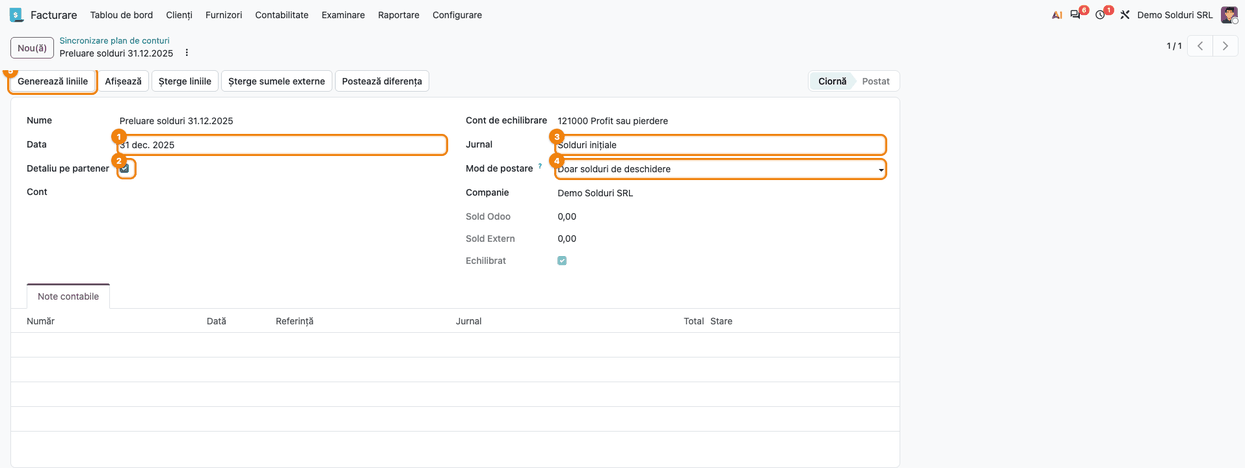 Facturare Tablou de bord Clienți Furnizori Contabilitate Examinare Raportare Configurare AI 6 1 Demo Solduri SRL
Nou(ă) Sincronizare plan de conturi
Preluare solduri 31.12.2025
1 / 1
Generează liniile Afișează Șterge liniile Șterge sumele externe Postează diferența Ciornă Postat
Nume Preluare solduri 31.12.2025 Cont de echilibrare 121000 Profit sau pierdere
1 3
Data 31 dec. 2025 Jurnal Solduri inițiale
2 4
Detaliu pe partener Mod de postare ? Doar solduri de deschidere
Cont Companie Demo Solduri SRL
Sold Odoo 0,00
Sold Extern 0,00
Echilibrat
Note contabile
Număr Dată Referință Jurnal Total Stare